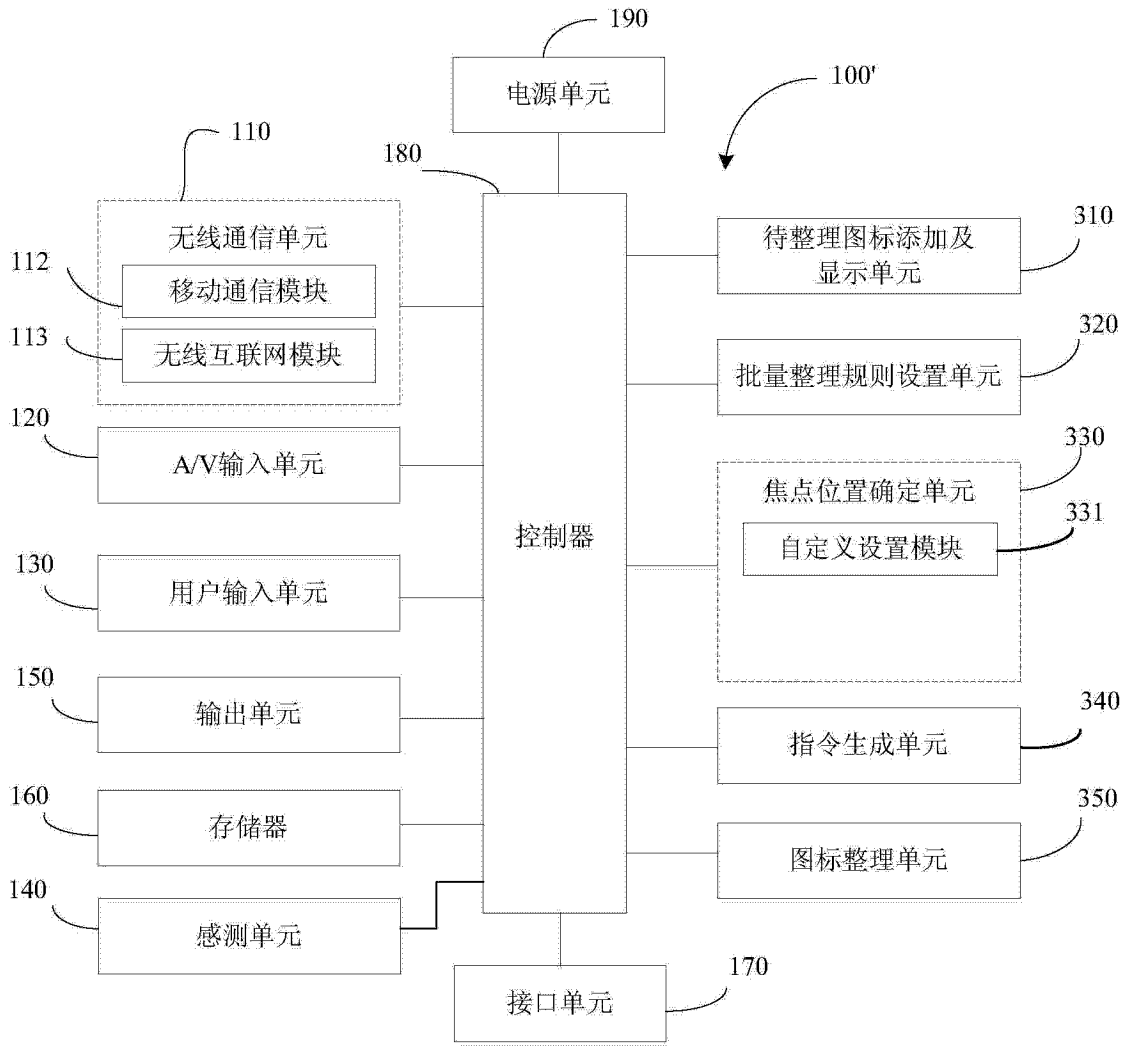 190
电源单元
100'
110
180
无线通信单元
112
移动通信模块
113
无线互联网模块
120
A/V输入单元
130
用户输入单元
150
输出单元
160
存储器
140
感测单元
控制器
310
待整理图标添加及
显示单元
320
批量整理规则设置单元
330
焦点位置确定单元
331
自定义设置模块
340
指令生成单元
350
图标整理单元
170
接口单元